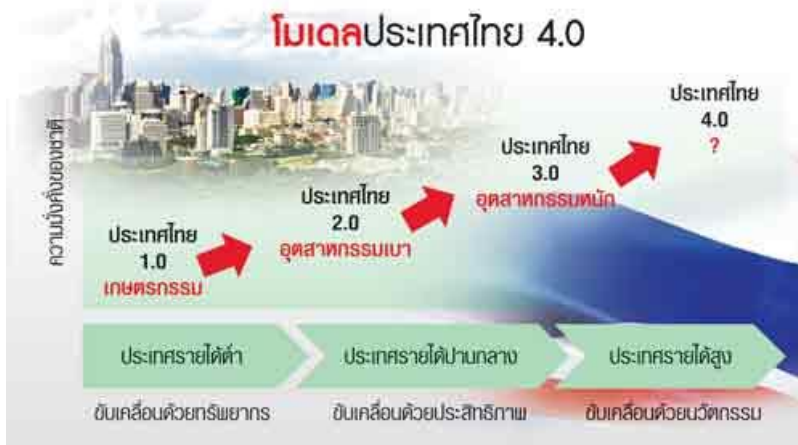 โมเดลประเทศไทย 4.0
ความมั่งคั่งของชาติ
ประเทศไทย
1.0
เกษตรกรรม
ประเทศไทย
2.0
อุตสาหกรรมเบา
ประเทศไทย
3.0
อุตสาหกรรมหนัก
ประเทศไทย
4.0
?
ประเทศรายได้ต่ำ
ประเทศรายได้ปานกลาง
ประเทศรายได้สูง
ขับเคลื่อนด้วยทรัพยากร
ขับเคลื่อนด้วยประสิทธิภาพ
ขับเคลื่อนด้วยนวัตกรรม